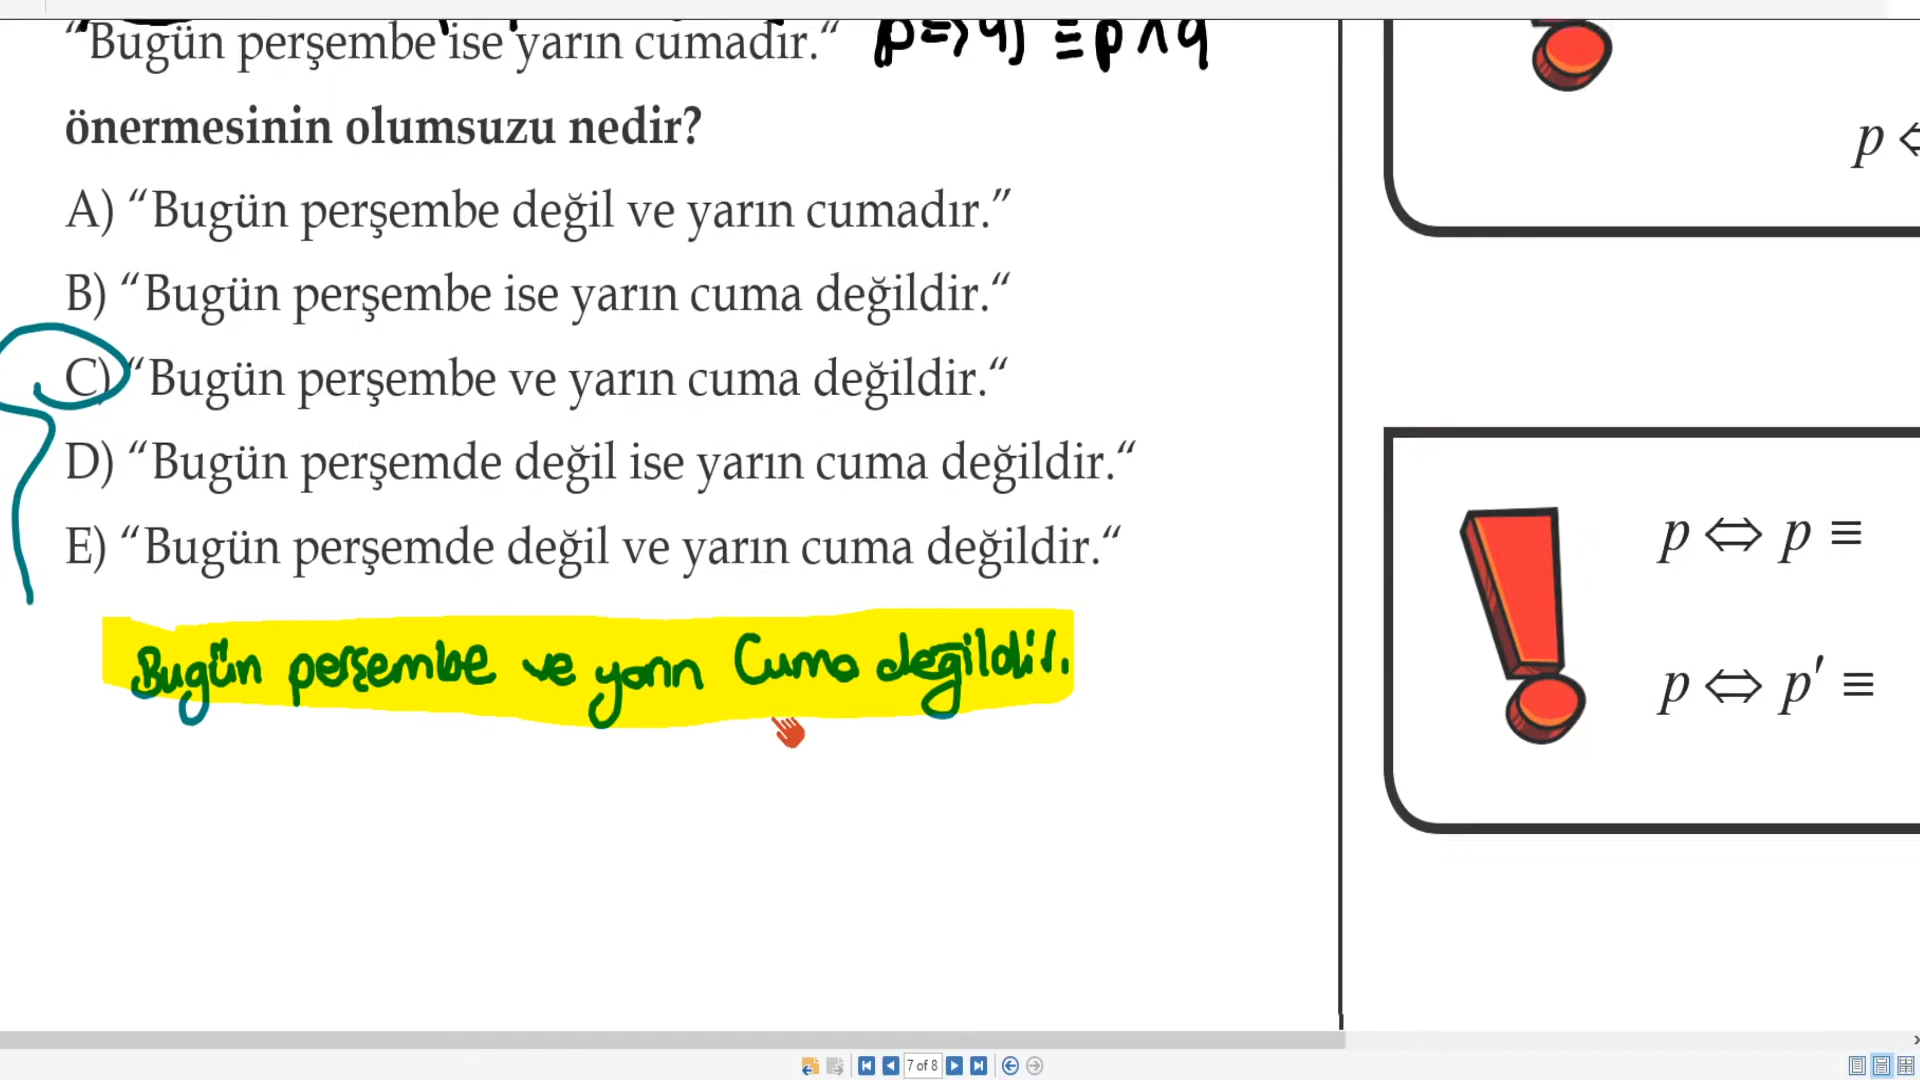 “Bugün perşembe ise yarın cumadır.“ p⇒q) ≡ p ∧ q
önermesinin olumsuzu nedir?
A) “Bugün perşembe değil ve yarın cumadır.”
B) “Bugün perşembe ise yarın cuma değildir.“
C) “Bugün perşembe ve yarın cuma değildir.“
D) “Bugün perşemde değil ise yarın cuma değildir.“
E) “Bugün perşemde değil ve yarın cuma değildir.“
Bugün perşembe ve yarın Cuma değildir.
p ⇔
p ⇔ p ≡
p ⇔ p′ ≡
7 of 8